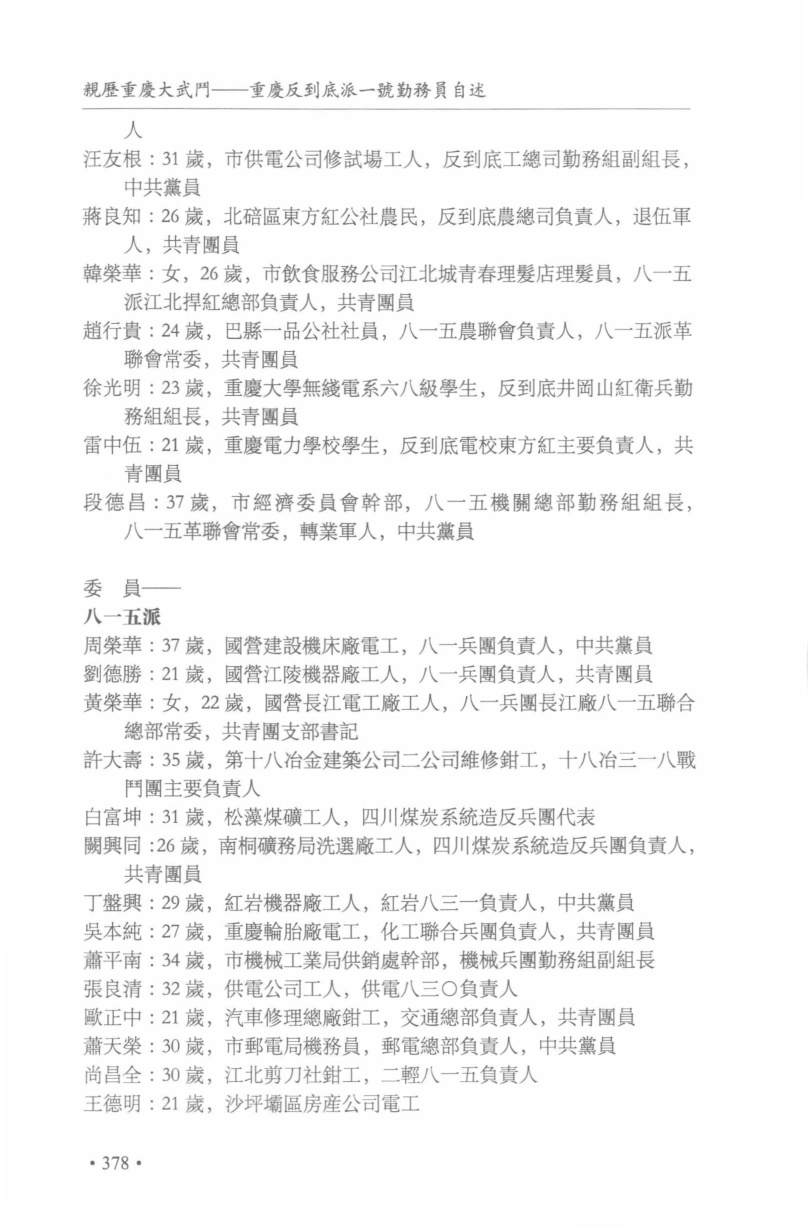 親歷重慶大武鬥——重慶反到底派一號勤務員自述
人
汪友根：31 歲，市供電公司修試場工人，反到底工總司勤務組副組長，
中共黨員
蔣良知：26 歲，北碚區東方紅公社農民，反到底農總司負責人，退伍軍
人，共青團員
韓榮華：女，26 歲，市飲食服務公司江北城青春理髮店理髮員，八一五
派江北捍紅總部負責人，共青團員
趙行貴：24 歲，巴縣一品公社社員，八一五農聯會負責人，八一五派革
聯會常委，共青團員
徐光明：23 歲，重慶大學無綫電系六八級學生，反到底井岡山紅衛兵勤
務組組長，共青團員
雷中伍：21 歲，重慶電力學校學生，反到底電校東方紅主要負責人，共
青團員
段德昌：37 歲，市經濟委員會幹部，八一五機關總部勤務組組長，
八一五革聯會常委，轉業軍人，中共黨員
委　員——
八一五派
周榮華：37 歲，國營建設機床廠電工，八一兵團負責人，中共黨員
劉德勝：21 歲，國營江陵機器廠工人，八一兵團負責人，共青團員
黃榮華：女，22 歲，國營長江電工廠工人，八一兵團長江廠八一五聯合
總部常委，共青團支部書記
許大壽：35 歲，第十八冶金建築公司二公司維修鉗工，十八冶三一八戰
鬥團主要負責人
白富坤：31 歲，松藻煤礦工人，四川煤炭系統造反兵團代表
闕興同：26 歲，南桐礦務局洗選廠工人，四川煤炭系統造反兵團負責人，
共青團員
丁盤興：29 歲，紅岩機器廠工人，紅岩八三一負責人，中共黨員
吳本純：27 歲，重慶輪胎廠電工，化工聯合兵團負責人，共青團員
蕭平南：34 歲，市機械工業局供銷處幹部，機械兵團勤務組副組長
張良清：32 歲，供電公司工人，供電八三〇負責人
歐正中：21 歲，汽車修理總廠鉗工，交通總部負責人，共青團員
蕭天榮：30 歲，市郵電局機務員，郵電總部負責人，中共黨員
尚昌全：30 歲，江北剪刀社鉗工，二輕八一五負責人
王德明：21 歲，沙坪壩區房産公司電工
・378・